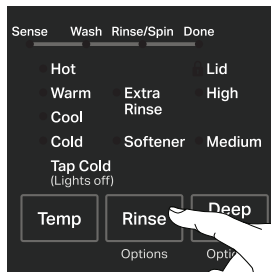 Sense Wash Rinse/Spin Done
Hot Lid
Warm Extra Rinse High
Cool
Cold Softener Medium
Tap Cold
(Lights off)
Temp Rinse Deep
Options